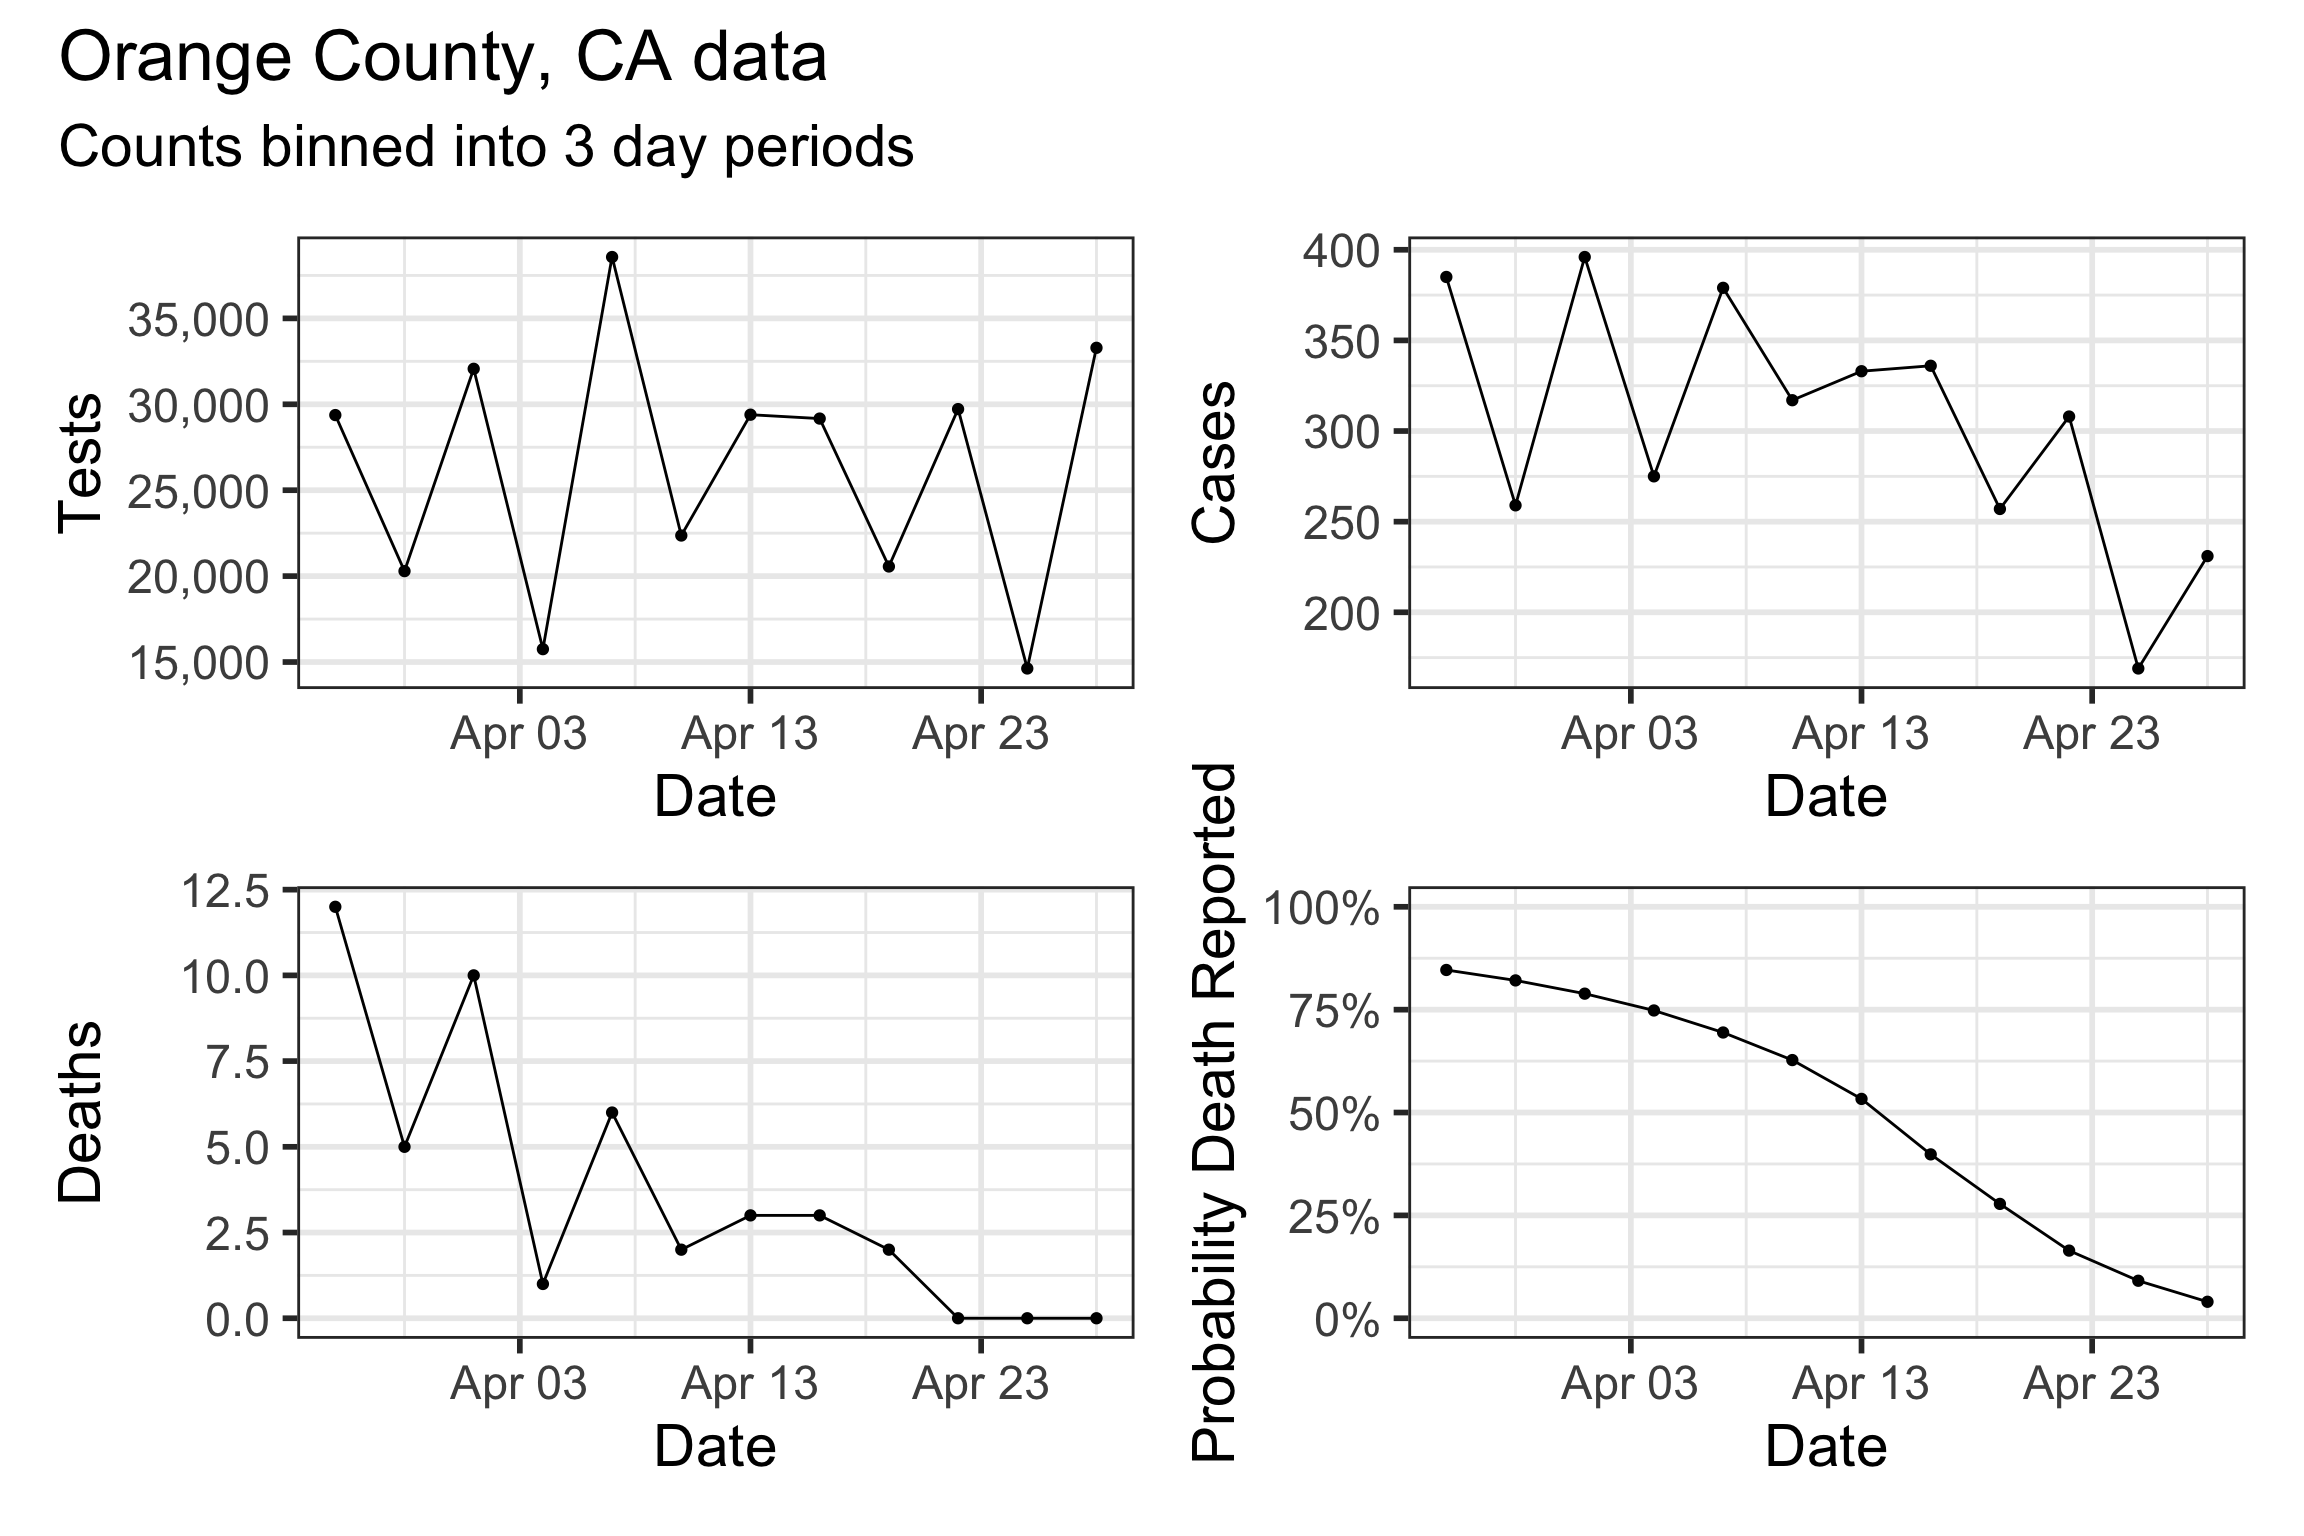 Orange County, CA data
Counts binned into 3 day periods
Tests
35,000
30,000
25,000
20,000
15,000
Apr 03 Apr 13 Apr 23
Date
Cases
400
350
300
250
200
Apr 03 Apr 13 Apr 23
Date
Deaths
12.5
10.0
7.5
5.0
2.5
0.0
Apr 03 Apr 13 Apr 23
Date
Probability Death Reported
100%
75%
50%
25%
0%
Apr 03 Apr 13 Apr 23
Date